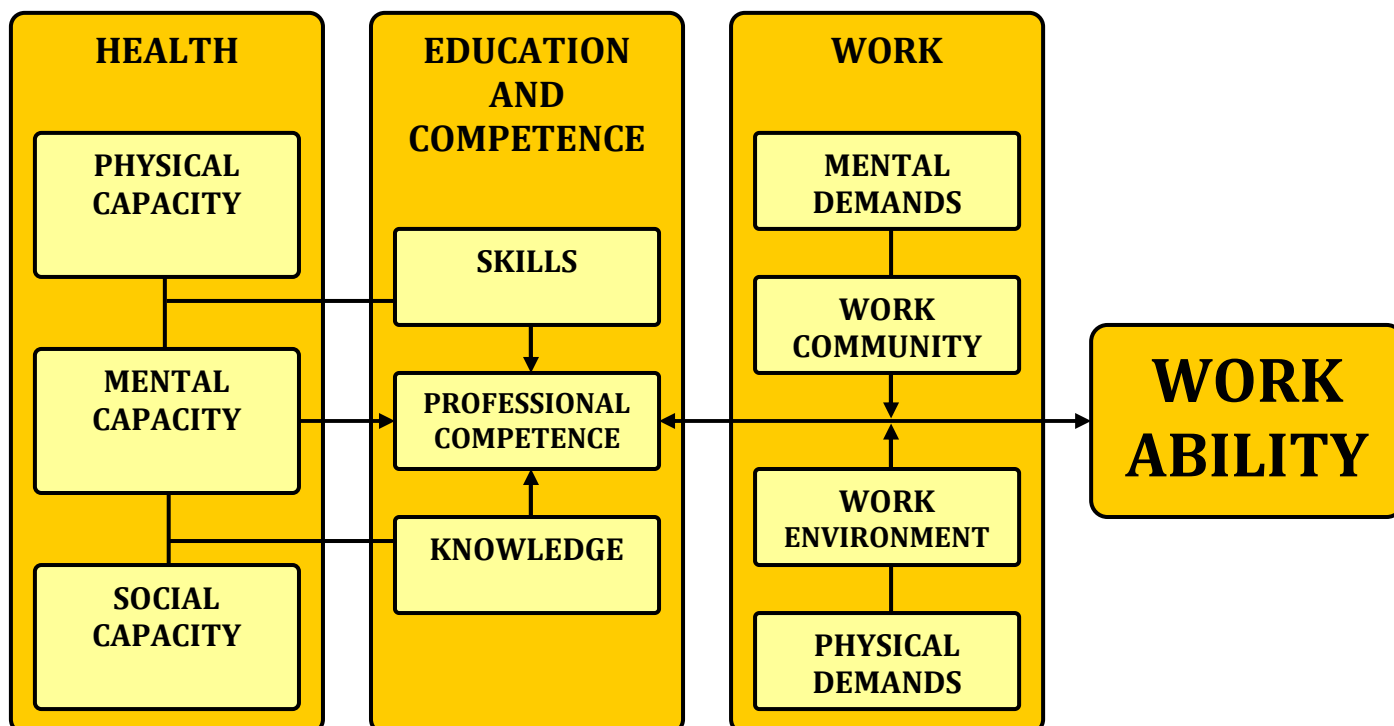 HEALTH
PHYSICAL
CAPACITY
MENTAL
CAPACITY
SOCIAL
CAPACITY
EDUCATION
AND
COMPETENCE
SKILLS
PROFESSIONAL
COMPETENCE
KNOWLEDGE
WORK
MENTAL
DEMANDS
WORK
COMMUNITY
WORK
ENVIRONMENT
PHYSICAL
DEMANDS
WORK
ABILITY